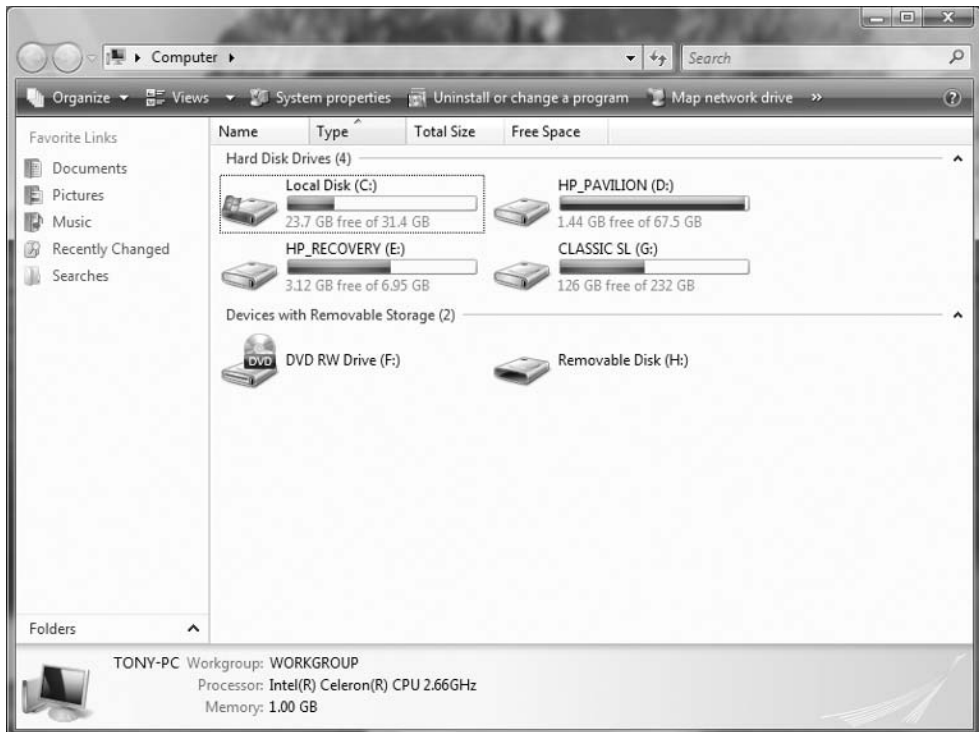 Computer
Search
Organize Views System properties Uninstall or change a program Map network drive »
Favorite Links
Documents
Pictures
Music
Recently Changed
Searches
Folders
Name Type Total Size Free Space
Hard Disk Drives (4)
Local Disk (C:)
23.7 GB free of 31.4 GB
HP_PAVILION (D:)
1.44 GB free of 67.5 GB
HP_RECOVERY (E:)
3.12 GB free of 6.95 GB
CLASSIC SL (G:)
126 GB free of 232 GB
Devices with Removable Storage (2)
DVD
DVD RW Drive (F:)
Removable Disk (H:)
TONY-PC Workgroup: WORKGROUP
Processor: Intel(R) Celeron(R) CPU 2.66GHz
Memory: 1.00 GB